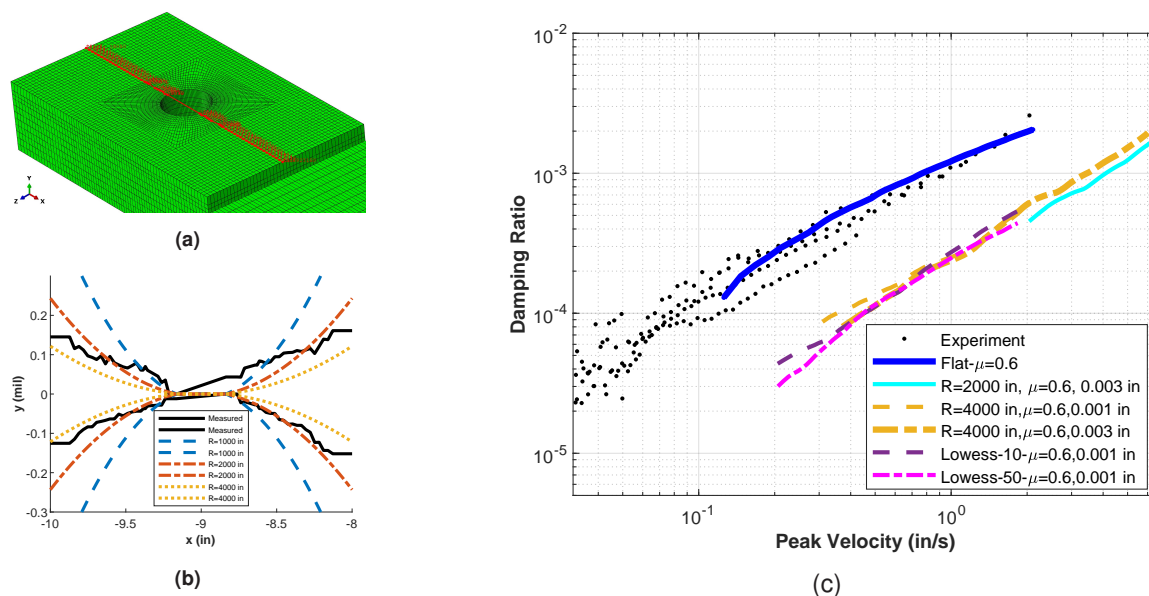 Y
Z
X
(a)
0.2
0.1
0
-0.1
-0.2
-0.3
y (mil)
Measured
Measured
R=1000 in
R=1000 in
R=2000 in
R=2000 in
R=4000 in
R=4000 in
-10
-9.5
-9
-8.5
-8
x (in)
(b)
10^-2
10^-3
10^-4
10^-5
Damping Ratio
Experiment
Flat-μ=0.6
R=2000 in, μ=0.6, 0.003 in
R=4000 in,μ=0.6,0.001 in
R=4000 in,μ=0.6,0.003 in
Lowess-10-μ=0.6,0.001 in
Lowess-50-μ=0.6,0.001 in
10^-1
10^0
Peak Velocity (in/s)
(c)